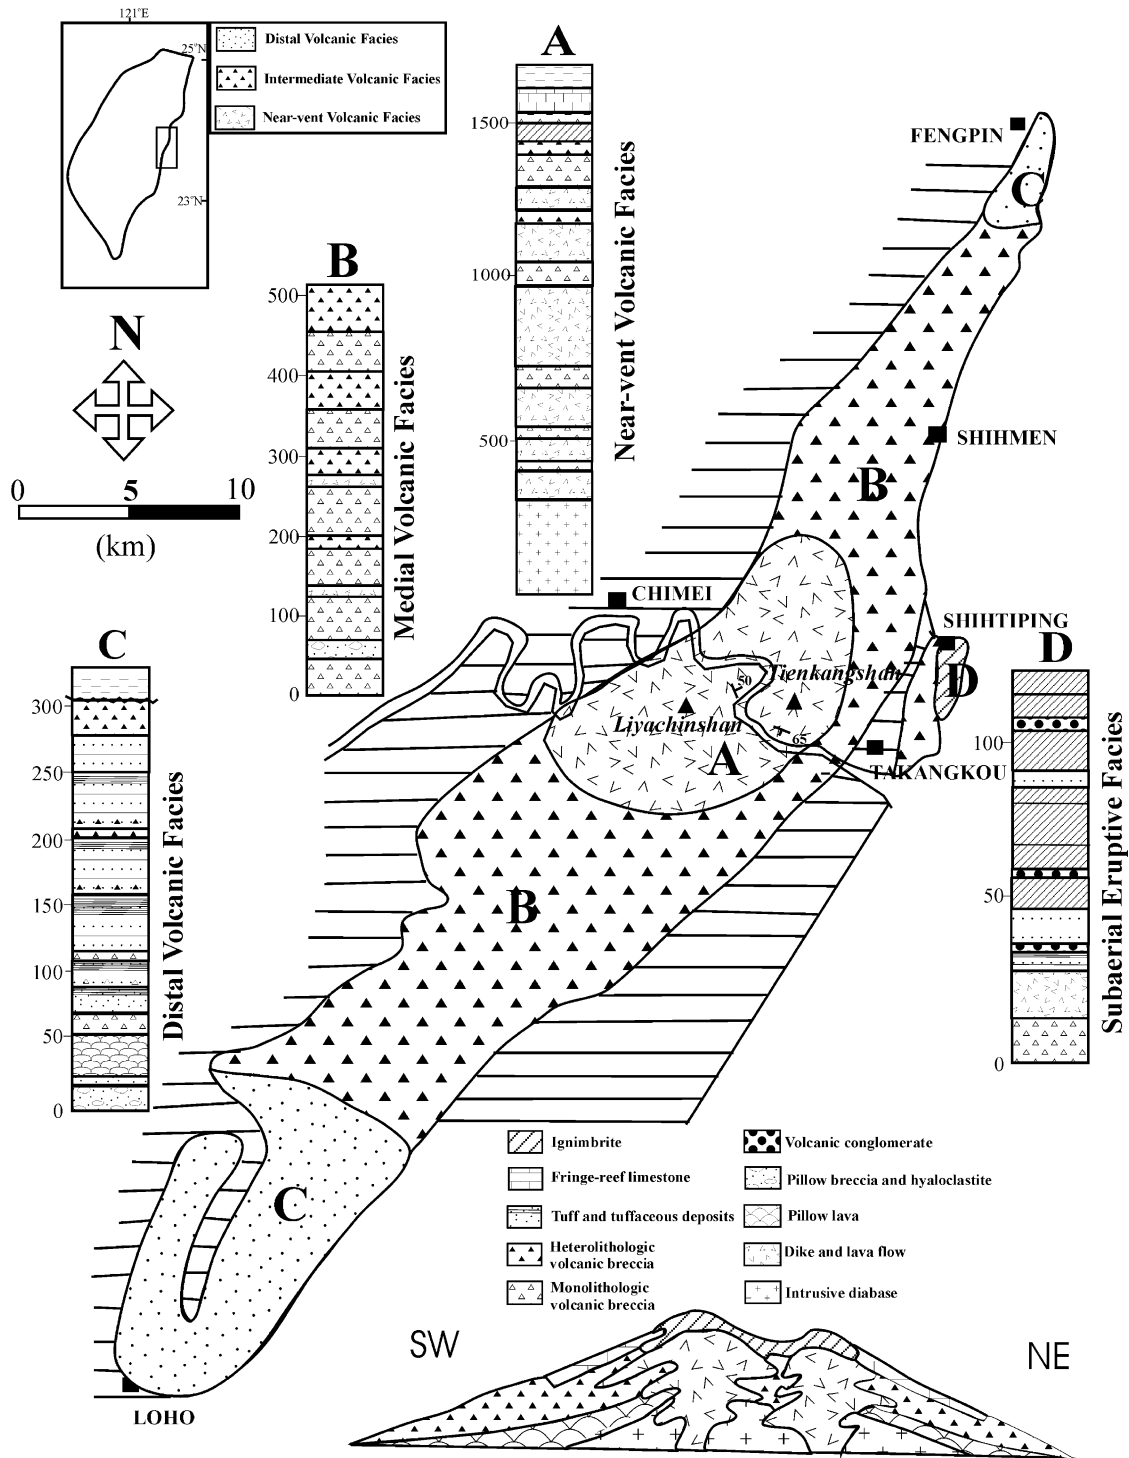 121°E
25°N
23°N
Distal Volcanic Facies
Intermediate Volcanic Facies
Near-vent Volcanic Facies
N
0 5 10
(km)
A
1500
1000
500
Near-vent Volcanic Facies
B
500
400
300
200
100
0
Medial Volcanic Facies
C
300
250
200
150
100
50
0
Distal Volcanic Facies
FENGPIN
C
B
SHIHMEN
CHIMEI
SHIHTIPING
D
Tienkangshan
50
Liyachinshan
65
A
TAKANGKOU
B
C
LOHO
D
100
50
0
Subaerial Eruptive Facies
Ignimbrite
Fringe-reef limestone
Tuff and tuffaceous deposits
Heterolithologic
volcanic breccia
Monolithologic
volcanic breccia
Volcanic conglomerate
Pillow breccia and hyaloclastite
Pillow lava
Dike and lava flow
Intrusive diabase
SW
NE